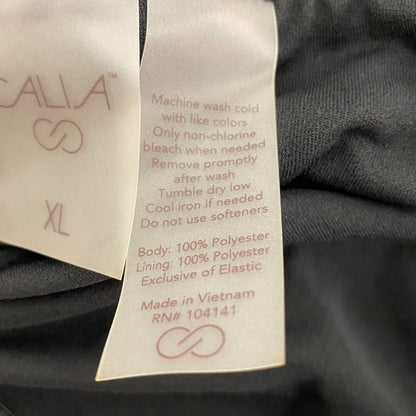 CALIA™
XL
Machine wash cold
with like colors
Only non-chlorine
bleach when needed
Remove promptly
after wash
Tumble dry low
Cool iron if needed
Do not use softeners
Body: 100% Polyester
Lining: 100% Polyester
Exclusive of Elastic
Made in Vietnam
RN# 104141